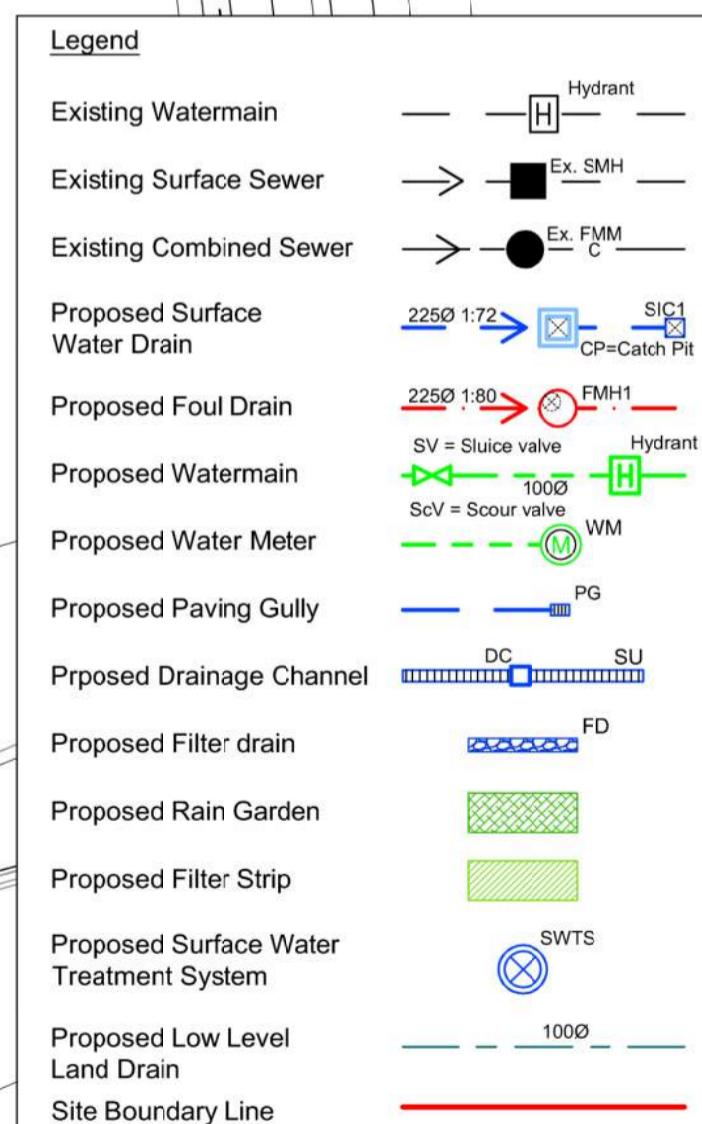 Legend
Existing Watermain
Hydrant
H
Existing Surface Sewer
Ex. SMH
Existing Combined Sewer
Ex. FMM
C
Proposed Surface
Water Drain
225Ø 1:72
SIC1
CP=Catch Pit
Proposed Foul Drain
225Ø 1:80
FMH1
Proposed Watermain
SV = Sluice valve
Hydrant
H
100Ø
ScV = Scour valve
Proposed Water Meter
WM
M
Proposed Paving Gully
PG
Prposed Drainage Channel
DC
SU
Proposed Filter drain
FD
Proposed Rain Garden
Proposed Filter Strip
Proposed Surface Water
Treatment System
SWTS
Proposed Low Level
Land Drain
100Ø
Site Boundary Line